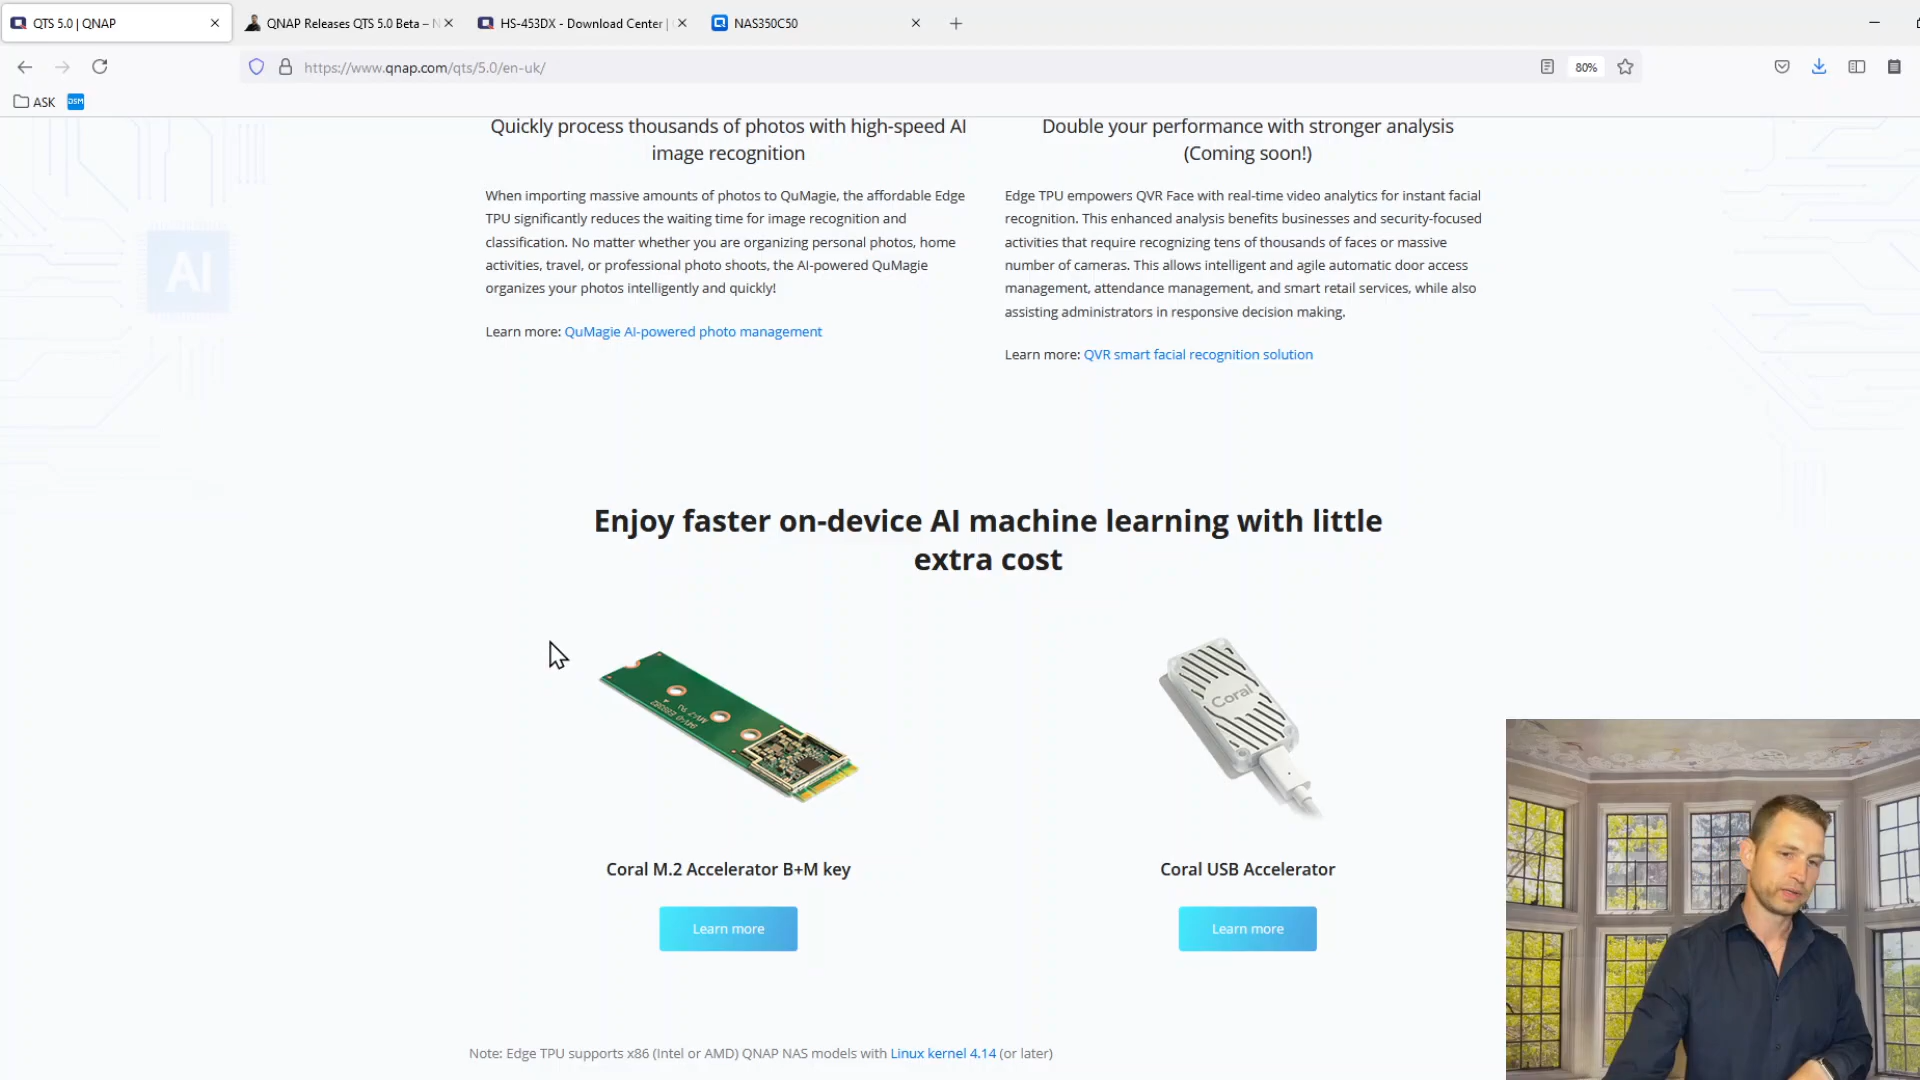 QTS 5.0 | QNAP
QNAP Releases QTS 5.0 Beta – N
HS-453DX - Download Center |
NAS350C50
https://www.qnap.com/qts/5.0/en-uk/
80%
ASK
DSM
Quickly process thousands of photos with high-speed AI
image recognition
When importing massive amounts of photos to QuMagie, the affordable Edge
TPU significantly reduces the waiting time for image recognition and
classification. No matter whether you are organizing personal photos, home
activities, travel, or professional photo shoots, the AI-powered QuMagie
organizes your photos intelligently and quickly!
Learn more: QuMagie AI-powered photo management
Double your performance with stronger analysis
(Coming soon!)
Edge TPU empowers QVR Face with real-time video analytics for instant facial
recognition. This enhanced analysis benefits businesses and security-focused
activities that require recognizing tens of thousands of faces or massive
number of cameras. This allows intelligent and agile automatic door access
management, attendance management, and smart retail services, while also
assisting administrators in responsive decision making.
Learn more: QVR smart facial recognition solution
AI
Enjoy faster on-device AI machine learning with little
extra cost
Coral
Coral M.2 Accelerator B+M key
Learn more
Coral USB Accelerator
Learn more
Note: Edge TPU supports x86 (Intel or AMD) QNAP NAS models with Linux kernel 4.14 (or later)